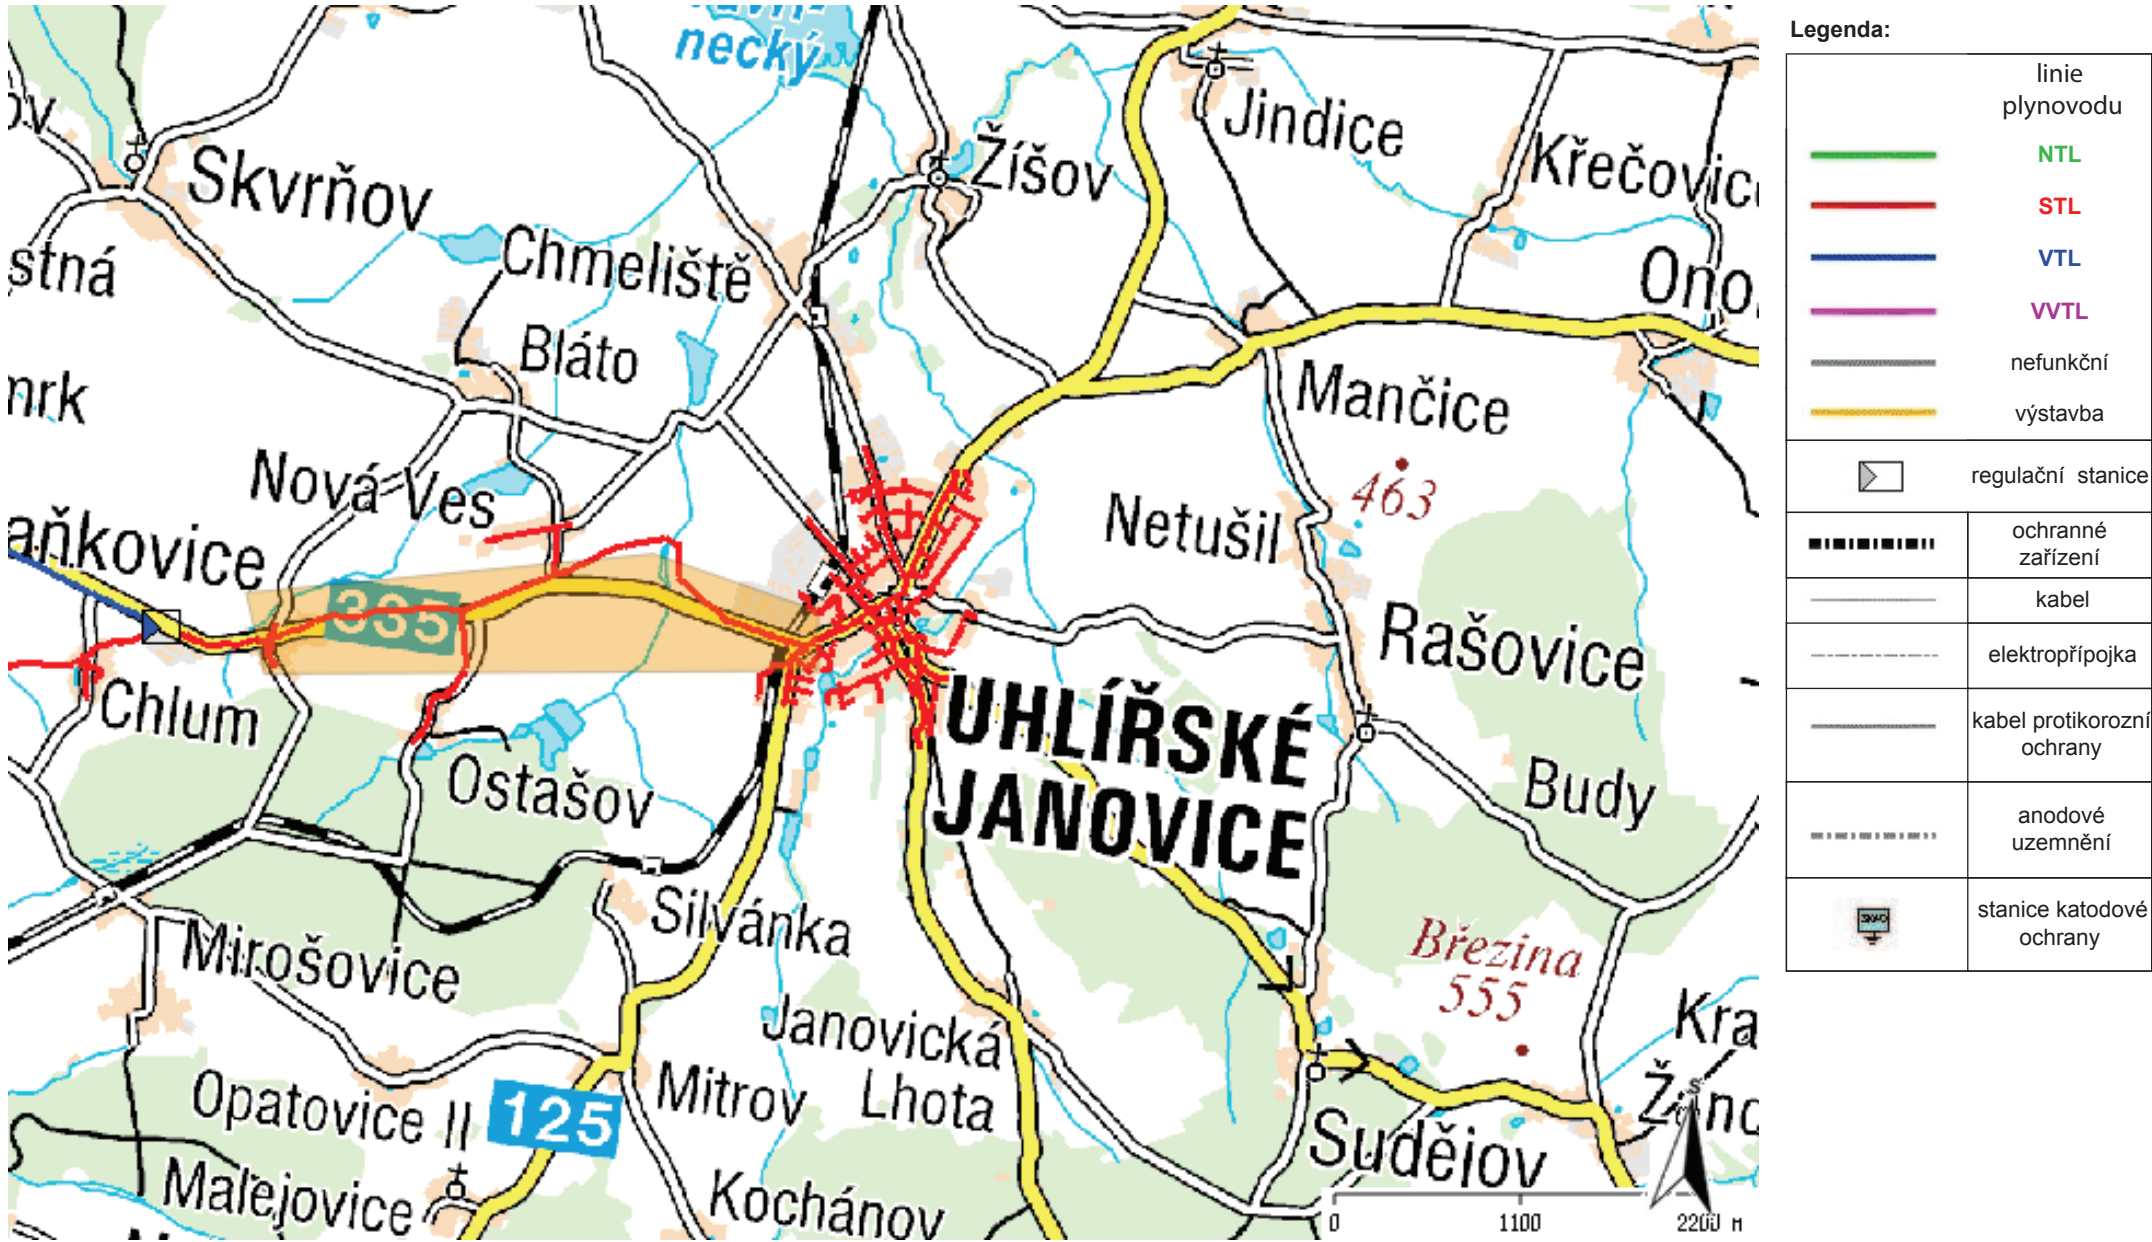 necký
Jindice
Křečovic
Žíšov
Skvrňov
stná
Chmeliště
Ono
Bláto
mrk
Mančice
463
Nová Ves
Netušil
aňkovice
335
Rašovice
Chlum
UHLÍŘSKÉ
JANOVICE
Ostašov
Budy
Silvánka
Březina
555
Mirošovice
Janovická
Lhota
Kra
Opatovice II
125
Mitrov
Sudějov
Malejovice
Kochánov
S
0 1100 2200 m
Legenda:
linie
plynovodu
NTL
STL
VTL
VVTL
nefunkční
výstavba
regulační stanice
ochranné
zařízení
kabel
elektropřípojka
kabel protikorozní
ochrany
anodové
uzemnění
stanice katodové
ochrany